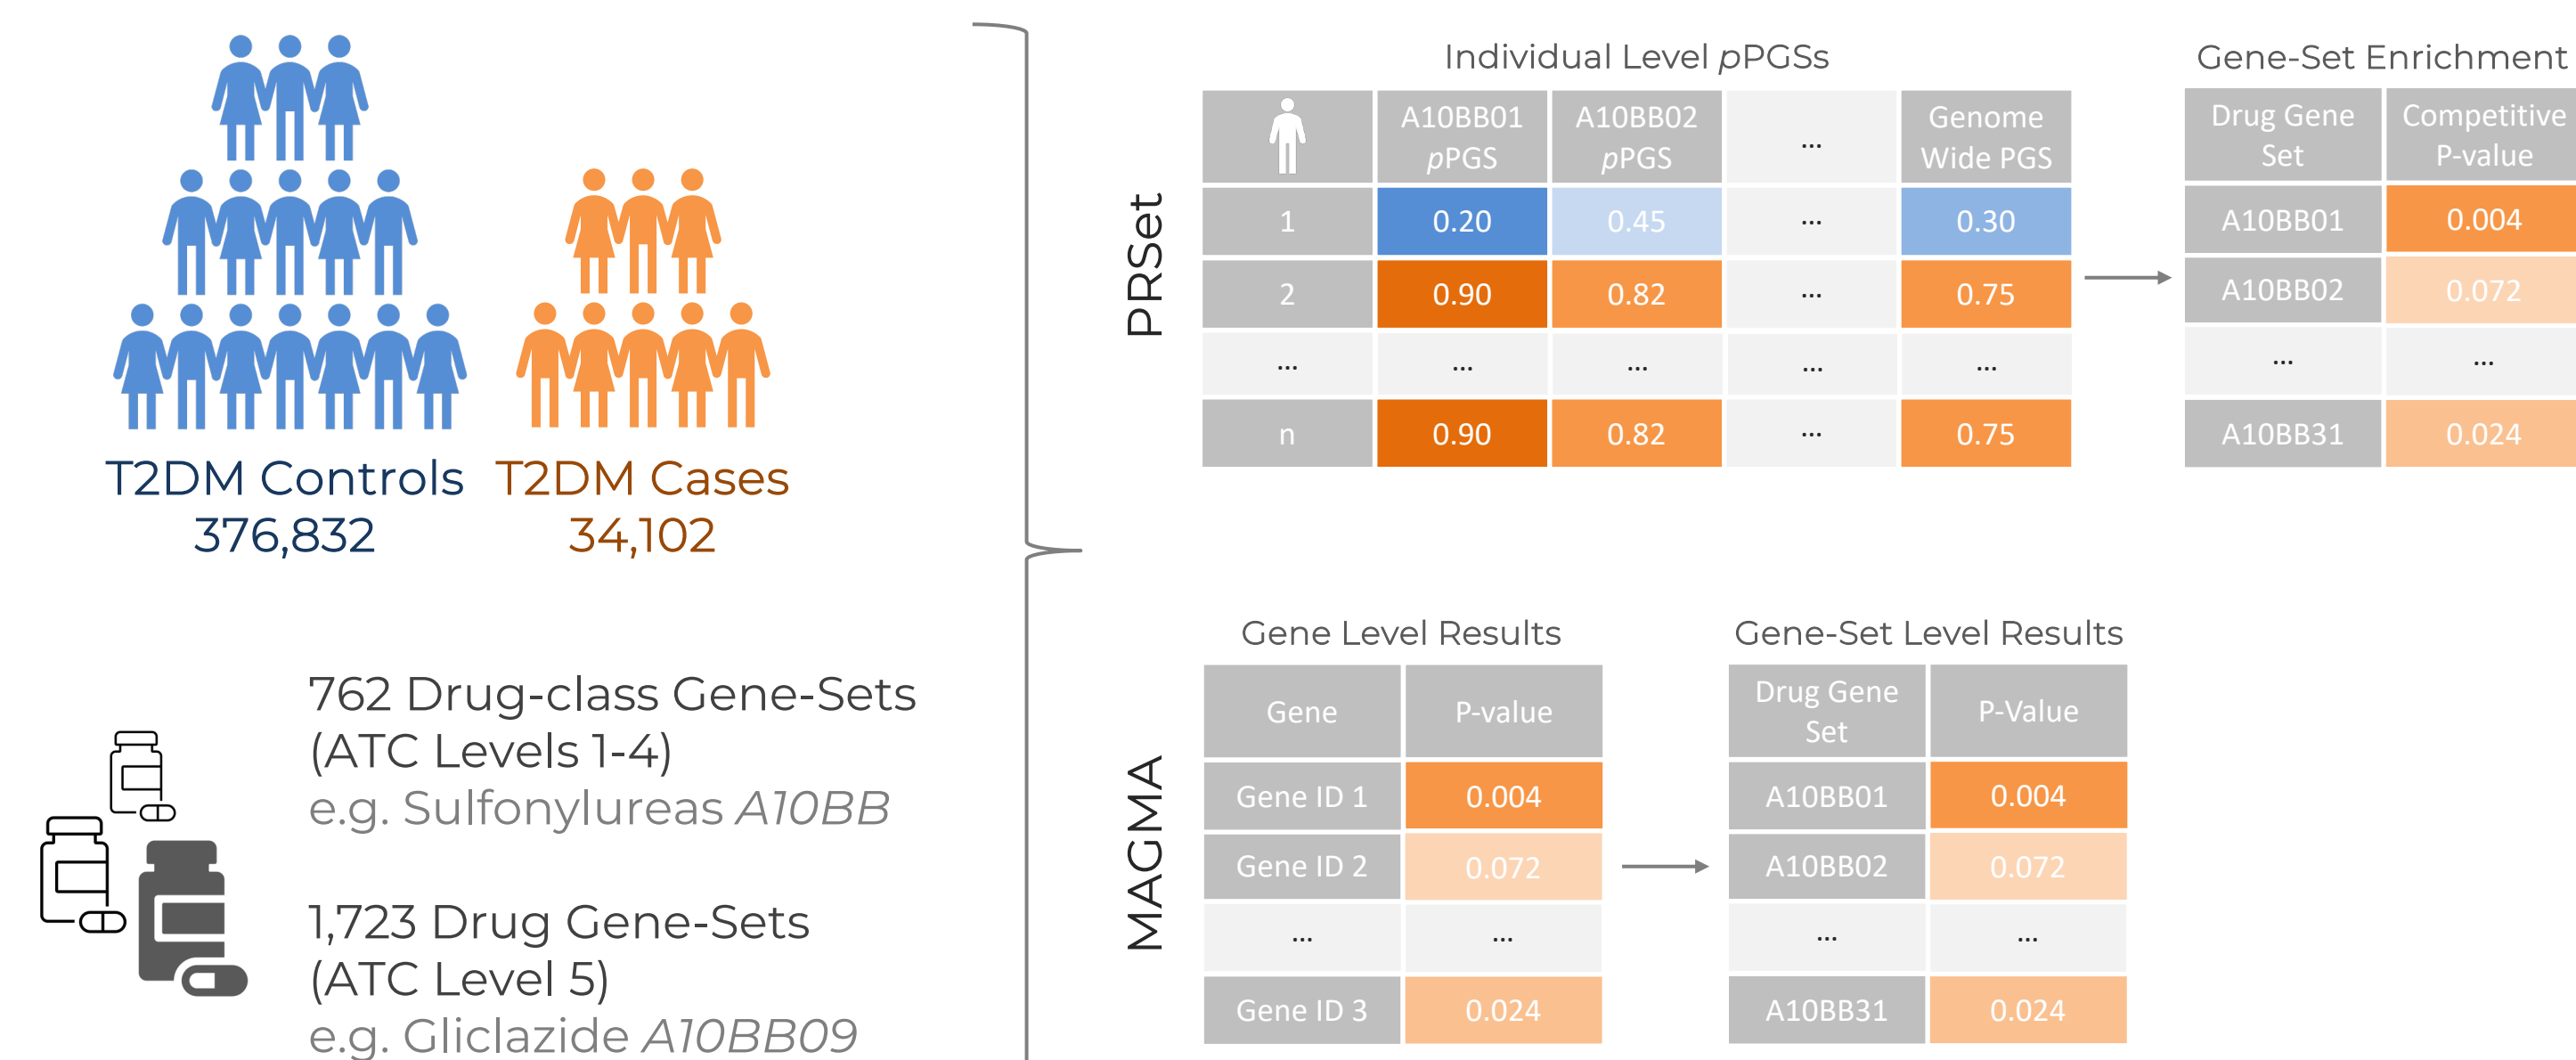 T2DM Controls
376,832
T2DM Cases
34,102
762 Drug-class Gene-Sets
(ATC Levels 1-4)
e.g. Sulfonylureas A10BB
1,723 Drug Gene-Sets
(ATC Level 5)
e.g. Gliclazide A10BB09
PRSet
Individual Level pPGSs
A10BB01 pPGS A10BB02 pPGS ... Genome Wide PGS
1 0.20 0.45 ... 0.30
2 0.90 0.82 ... 0.75
... ... ... ... ...
n 0.90 0.82 ... 0.75
Gene-Set Enrichment
Drug Gene Set Competitive P-value
A10BB01 0.004
A10BB02 0.072
... ...
A10BB31 0.024
MAGMA
Gene Level Results
Gene P-value
Gene ID 1 0.004
Gene ID 2 0.072
... ...
Gene ID 3 0.024
Gene-Set Level Results
Drug Gene Set P-Value
A10BB01 0.004
A10BB02 0.072
... ...
A10BB31 0.024